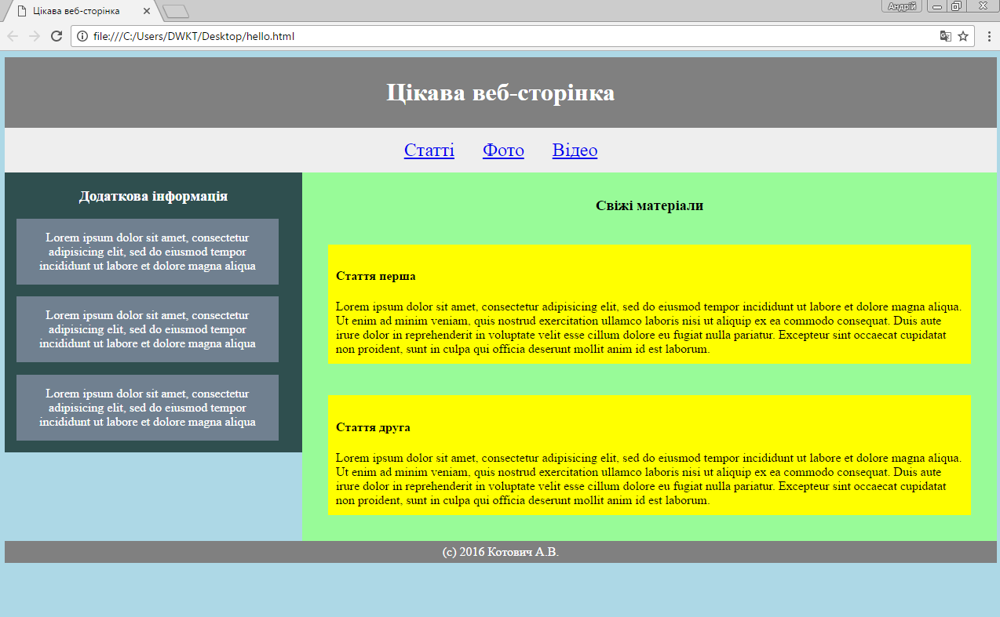 Цікава веб-сторінка
Андрій
file:///C:/Users/DWKT/Desktop/hello.html
Цікава веб-сторінка
Статті Фото Відео
Додаткова інформація
Lorem ipsum dolor sit amet, consectetur
adipisicing elit, sed do eiusmod tempor
incididunt ut labore et dolore magna aliqua
Lorem ipsum dolor sit amet, consectetur
adipisicing elit, sed do eiusmod tempor
incididunt ut labore et dolore magna aliqua
Lorem ipsum dolor sit amet, consectetur
adipisicing elit, sed do eiusmod tempor
incididunt ut labore et dolore magna aliqua
Свіжі матеріали
Стаття перша
Lorem ipsum dolor sit amet, consectetur adipisicing elit, sed do eiusmod tempor incididunt ut labore et dolore magna aliqua.
Ut enim ad minim veniam, quis nostrud exercitation ullamco laboris nisi ut aliquip ex ea commodo consequat. Duis aute
irure dolor in reprehenderit in voluptate velit esse cillum dolore eu fugiat nulla pariatur. Excepteur sint occaecat cupidatat
non proident, sunt in culpa qui officia deserunt mollit anim id est laborum.
Стаття друга
Lorem ipsum dolor sit amet, consectetur adipisicing elit, sed do eiusmod tempor incididunt ut labore et dolore magna aliqua.
Ut enim ad minim veniam, quis nostrud exercitation ullamco laboris nisi ut aliquip ex ea commodo consequat. Duis aute
irure dolor in reprehenderit in voluptate velit esse cillum dolore eu fugiat nulla pariatur. Excepteur sint occaecat cupidatat
non proident, sunt in culpa qui officia deserunt mollit anim id est laborum.
(c) 2016 Котович А.В.